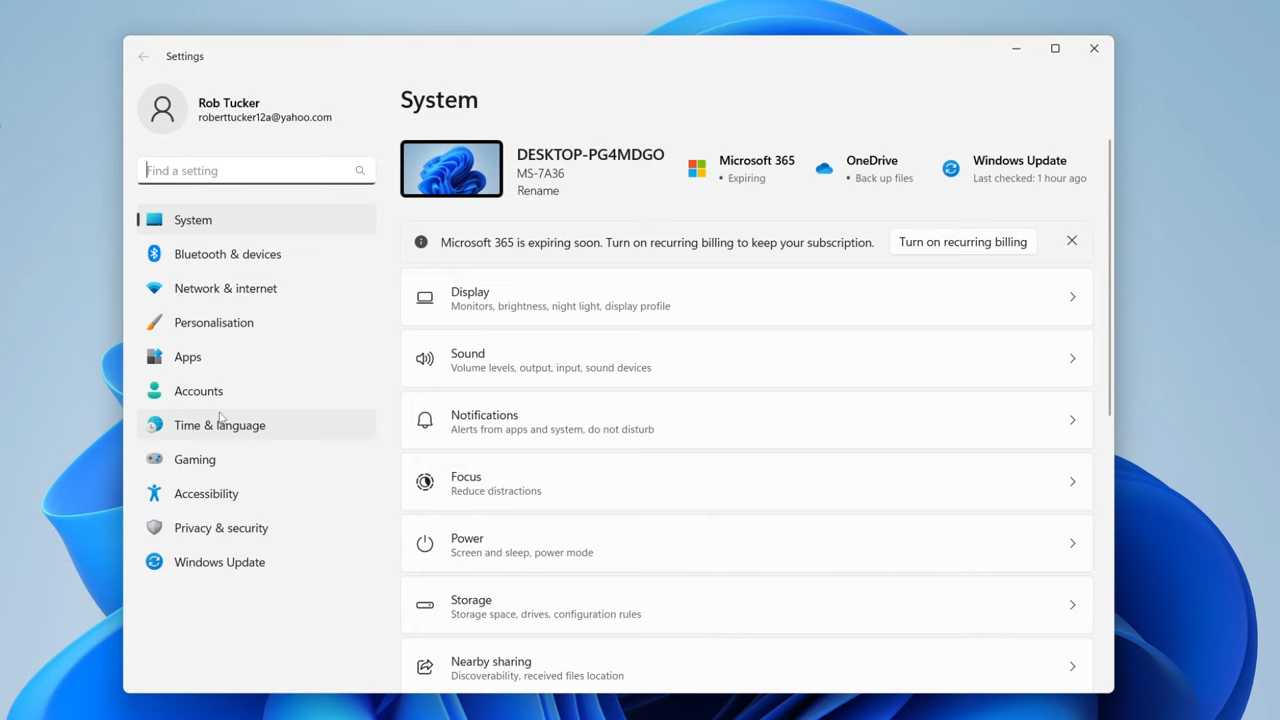 Settings
Rob Tucker
roberttucker12a@yahoo.com
Find a setting
System
Bluetooth & devices
Network & internet
Personalisation
Apps
Accounts
Time & language
Gaming
Accessibility
Privacy & security
Windows Update
System
DESKTOP-PG4MDGO
MS-7A36
Rename
Microsoft 365
• Expiring
OneDrive
• Back up files
Windows Update
Last checked: 1 hour ago
Microsoft 365 is expiring soon. Turn on recurring billing to keep your subscription.
Turn on recurring billing
Display
Monitors, brightness, night light, display profile
Sound
Volume levels, output, input, sound devices
Notifications
Alerts from apps and system, do not disturb
Focus
Reduce distractions
Power
Screen and sleep, power mode
Storage
Storage space, drives, configuration rules
Nearby sharing
Discoverability, received files location